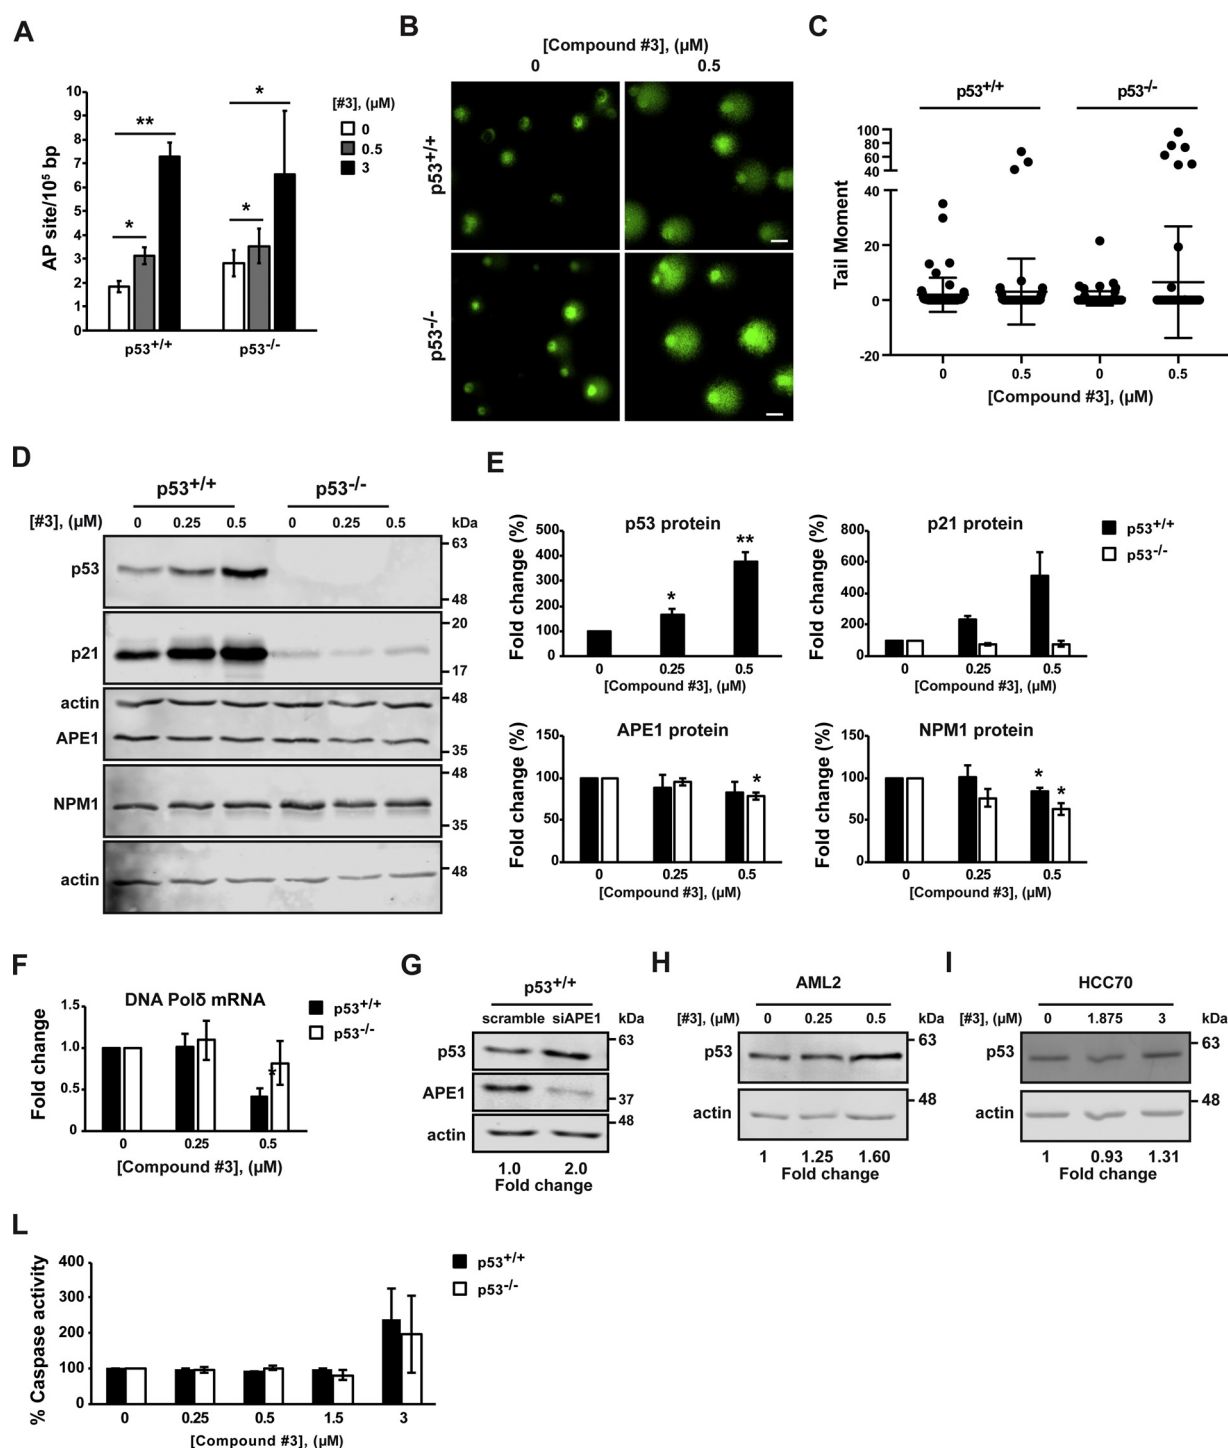 A
[#3], (µM)
0
0.5
3
AP site/10⁵ bp
10
9
8
7
6
5
4
3
2
1
0
*
**
*
*
p53+/+
p53-/-
B
[Compound #3], (µM)
0
0.5
p53+/+
p53-/-
C
p53+/+
p53-/-
Tail Moment
100
80
60
40
40
20
0
-20
0
0.5
0
0.5
[Compound #3], (µM)
D
p53+/+
p53-/-
[#3], (µM)
0
0.25
0.5
0
0.25
0.5
kDa
p53
63
48
p21
20
17
actin
48
APE1
35
NPM1
48
35
actin
48
E
p53 protein
Fold change (%)
500
400
300
200
100
0
*
**
0
0.25
0.5
[Compound #3], (µM)
p21 protein
Fold change (%)
800
600
400
200
0
0
0.25
0.5
[Compound #3], (µM)
p53+/+
p53-/-
APE1 protein
Fold change (%)
150
100
50
0
*
0
0.25
0.5
[Compound #3], (µM)
NPM1 protein
Fold change (%)
150
100
50
0
*
*
0
0.25
0.5
[Compound #3], (µM)
F
DNA Polδ mRNA
p53+/+
p53-/-
Fold change
1.5
1.0
0.5
0
*
0
0.25
0.5
[Compound #3], (µM)
G
p53+/+
scramble siAPE1 kDa
p53
63
APE1
37
actin
48
1.0 2.0
Fold change
H
AML2
[#3], (µM) 0 0.25 0.5 kDa
p53
63
actin
48
1 1.25 1.60
Fold change
I
HCC70
[#3], (µM) 0 1.875 3 kDa
p53
63
actin
48
1 0.93 1.31
Fold change
L
% Caspase activity
400
300
200
100
0
p53+/+
p53-/-
0
0.25
0.5
1.5
3
[Compound #3], (µM)